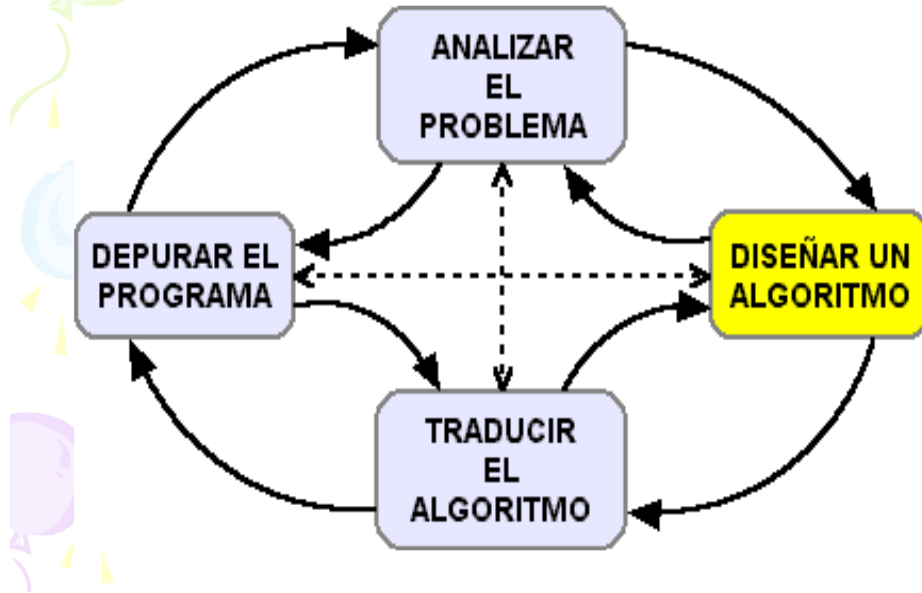 ANALIZAR
EL
PROBLEMA
DEPURAR EL
PROGRAMA
DISEÑAR UN
ALGORITMO
TRADUCIR
EL
ALGORITMO